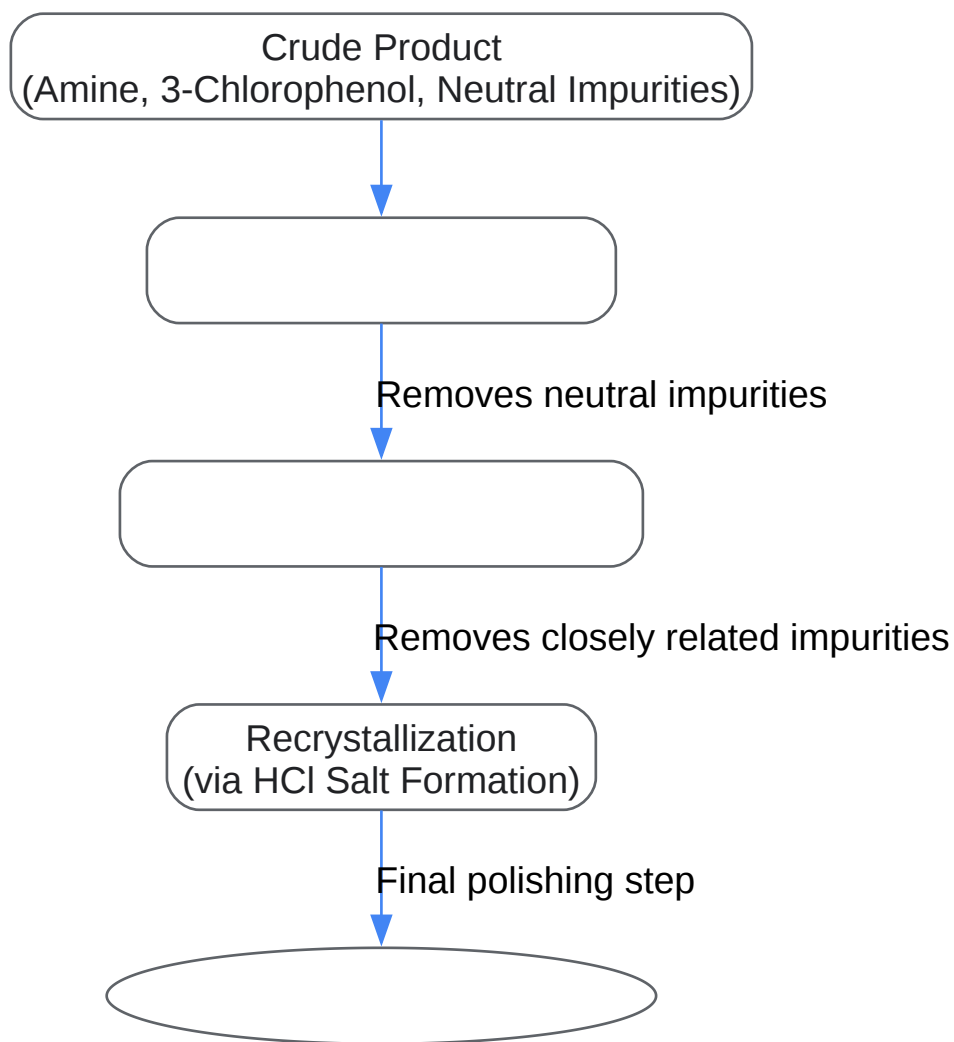 Crude Product
(Amine, 3-Chlorophenol, Neutral Impurities)
Removes neutral impurities
Removes closely related impurities
Recrystallization
(via HCl Salt Formation)
Final polishing step